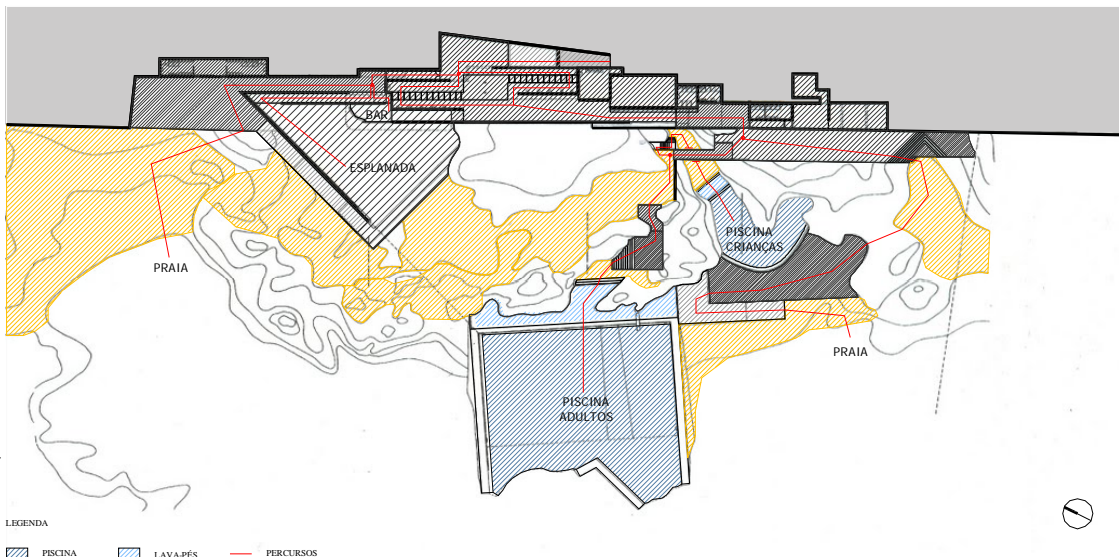 BAR
ESPLANADA
PISCINA
CRIANÇAS
PRAIA
PRAIA
PISCINA
ADULTOS
LEGENDA
PISCINA LAVA-PÉS PERCURSOS